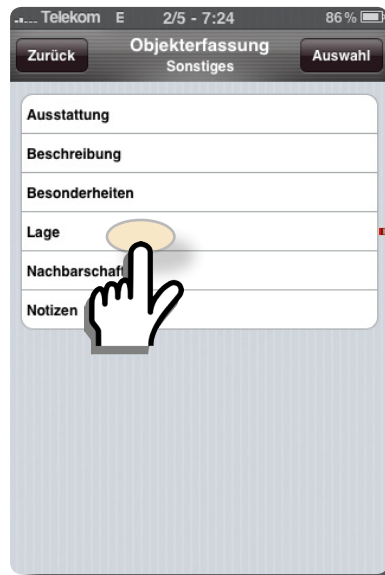 Telekom E 2/5 - 7:24 86 %
Zurück Objekterfassung Auswahl
Sonstiges
Ausstattung
Beschreibung
Besonderheiten
Lage
Nachbarschaft
Notizen